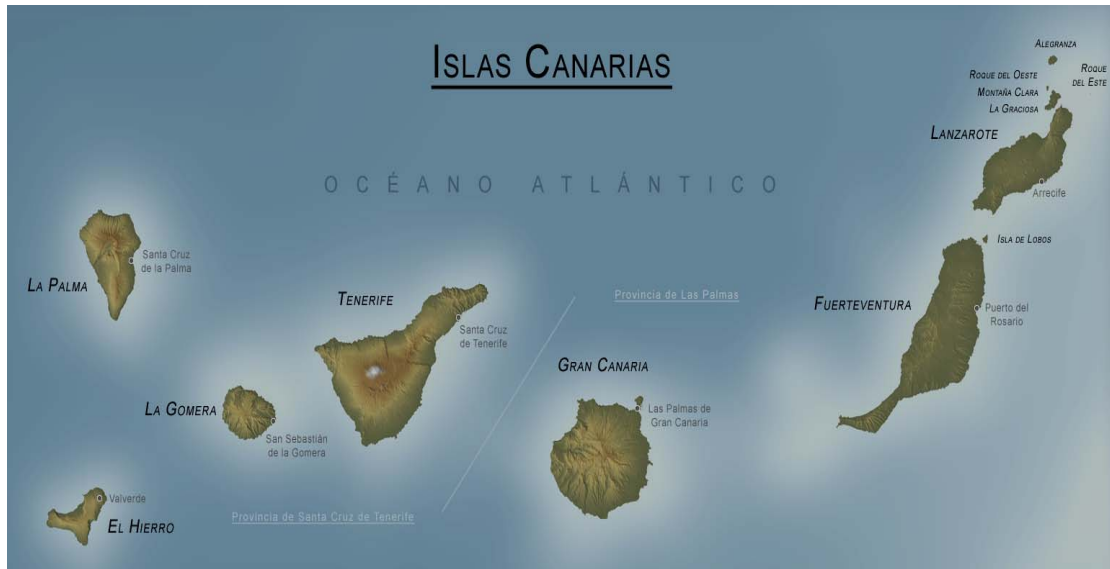 ISLAS CANARIAS
ALEGRANZA
ROQUE
DEL ESTE
ROQUE DEL OESTE
MONTAÑA CLARA
LA GRACIOSA
LANZAROTE
OCÉANO ATLÁNTICO
Arrecife
ISLA DE LOBOS
Santa Cruz
de la Palma
LA PALMA
TENERIFE
Provincia de Las Palmas
FUERTEVENTURA
Puerto del
Rosario
Santa Cruz
de Tenerife
GRAN CANARIA
LA GOMERA
Las Palmas de
Gran Canaria
San Sebastián
de la Gomera
Valverde
EL HIERRO
Provincia de Santa Cruz de Tenerife